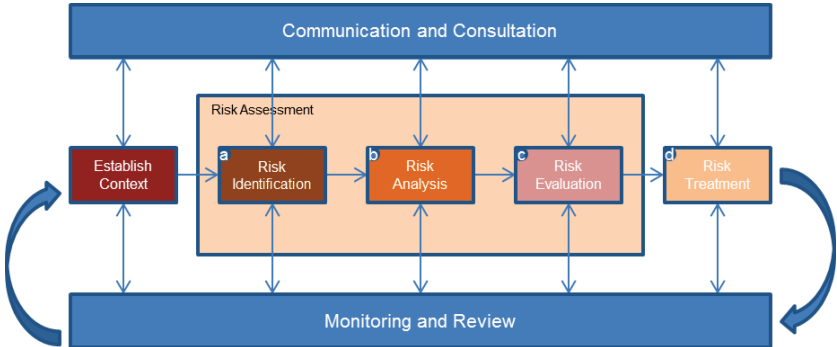 Communication and Consultation
Risk Assessment
Establish
Context
a
Risk
Identification
b
Risk
Analysis
c
Risk
Evaluation
d
Risk
Treatment
Monitoring and Review